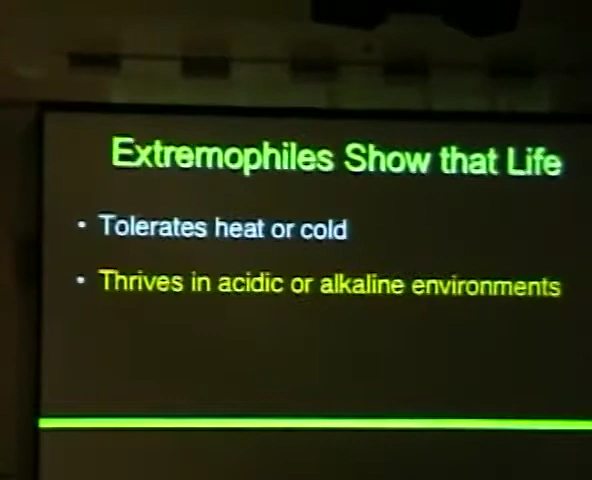 Extremophiles Show that Life
• Tolerates heat or cold
• Thrives in acidic or alkaline environments